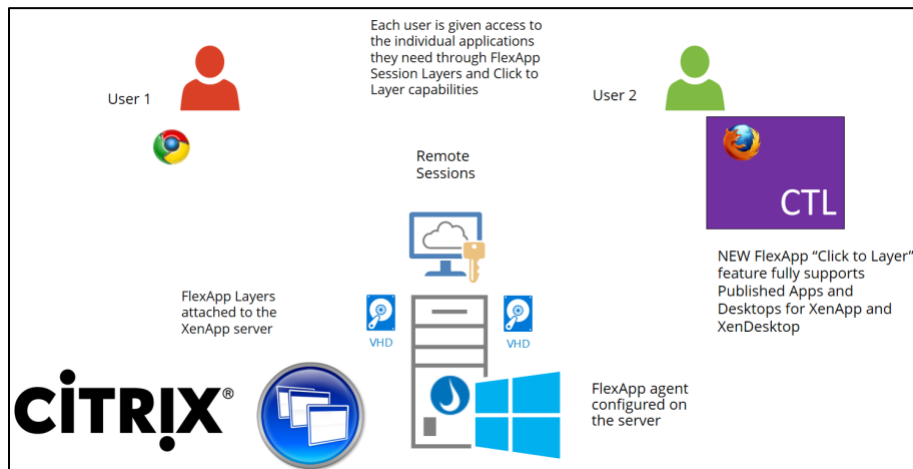 Each user is given access to
the individual applications
they need through FlexApp
Session Layers and Click to
Layer capabilities
User 1
User 2
Remote
Sessions
CTL
NEW FlexApp “Click to Layer”
feature fully supports
Published Apps and
Desktops for XenApp and
XenDesktop
FlexApp Layers
attached to the
XenApp server
VHD
VHD
CİTRIX®
FlexApp agent
configured on
the server